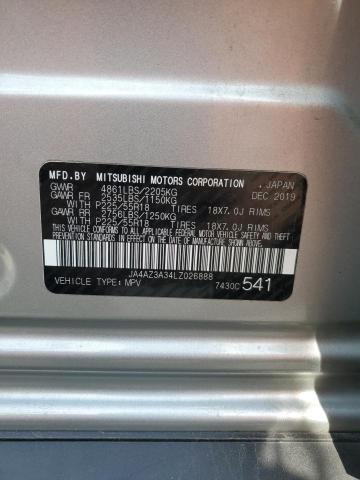 MFD.BY MITSUBISHI MOTORS CORPORATION , JAPAN
GVWR 4861LBS/2205KG DEC 2019
GAWR FR 2535LBS/1150KG
WITH P225/55R18 TIRES 18X7.0J RIMS
GAWR RR 2756LBS/1250KG
WITH P225/55R18 TIRES 18X7.0J RIMS
THIS VEHICLE CONFORMS TO ALL APPLICABLE FEDERAL
MOTOR VEHICLE SAFETY, BUMPER, AND THEFT PREVENTION
STANDARDS IN EFFECT ON THE DATE OF MANUFACTURE SHOWN ABOVE.
JA4AZ3A34LZ026888
VEHICLE TYPE: MPV 7430C 541